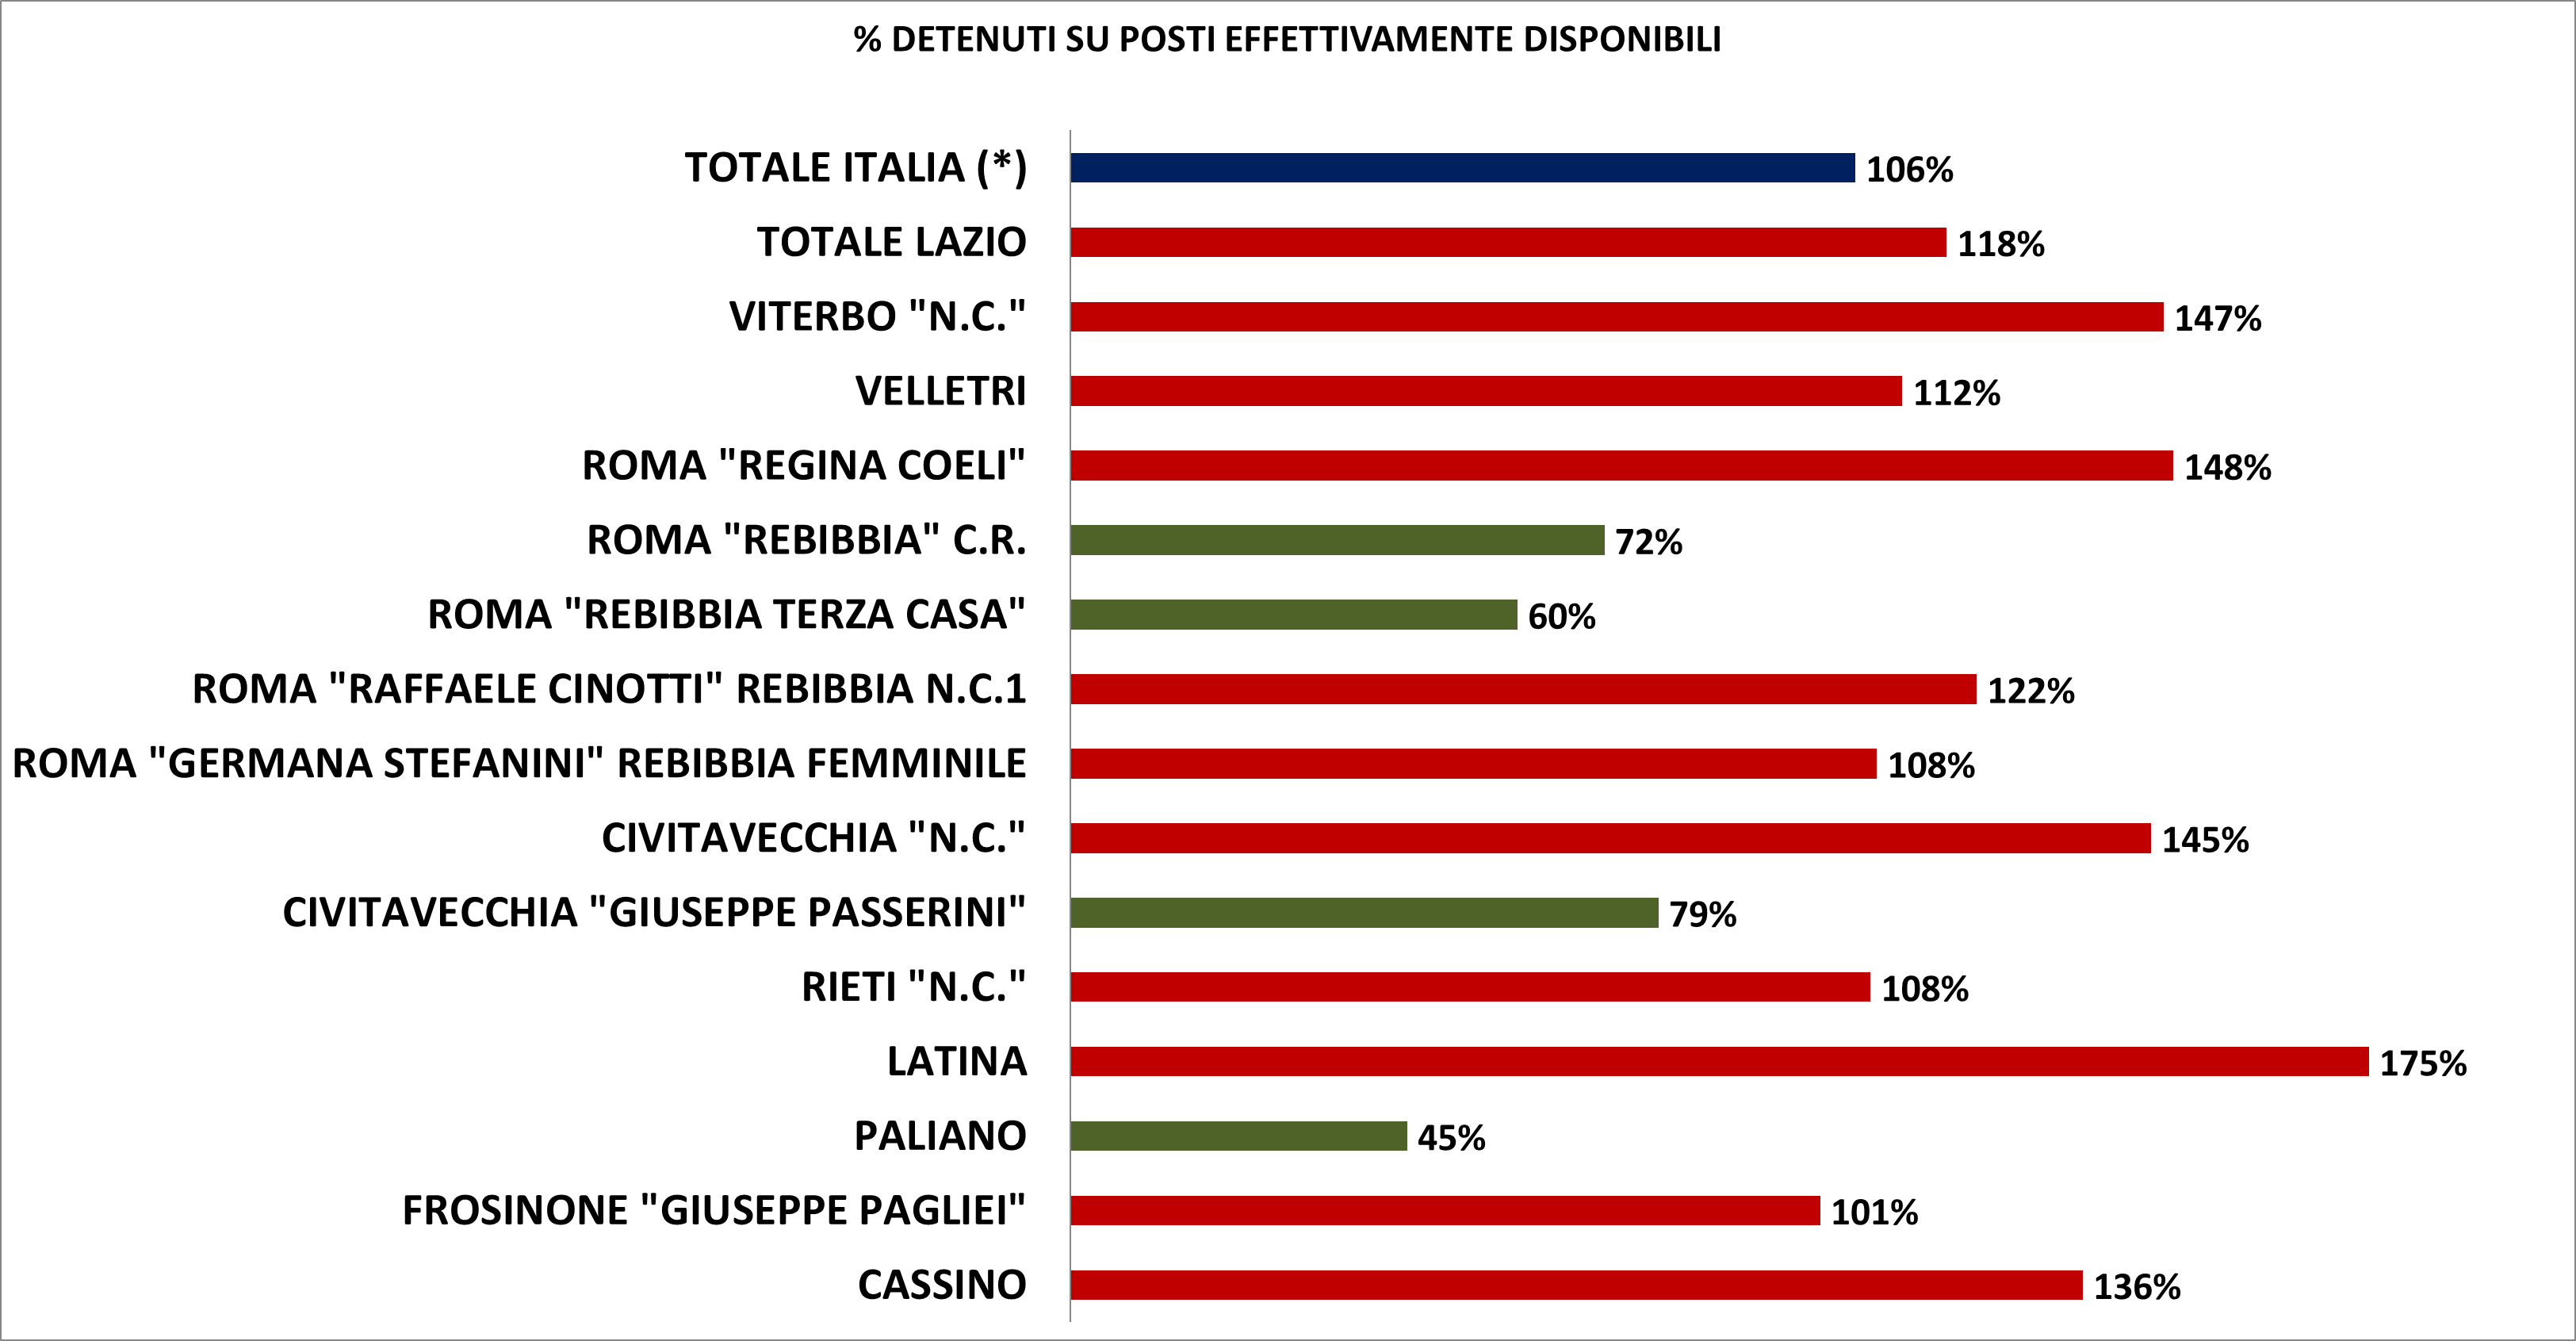 % DETENUTI SU POSTI EFFETTIVAMENTE DISPONIBILI
TOTALE ITALIA (*) 106%
TOTALE LAZIO 118%
VITERBO "N.C." 147%
VELLETRI 112%
ROMA "REGINA COELI" 148%
ROMA "REBIBBIA" C.R. 72%
ROMA "REBIBBIA TERZA CASA" 60%
ROMA "RAFFAELE CINOTTI" REBIBBIA N.C.1 122%
ROMA "GERMANA STEFANINI" REBIBBIA FEMMINILE 108%
CIVITAVECCHIA "N.C." 145%
CIVITAVECCHIA "GIUSEPPE PASSERINI" 79%
RIETI "N.C." 108%
LATINA 175%
PALIANO 45%
FROSINONE "GIUSEPPE PAGLIEI" 101%
CASSINO 136%